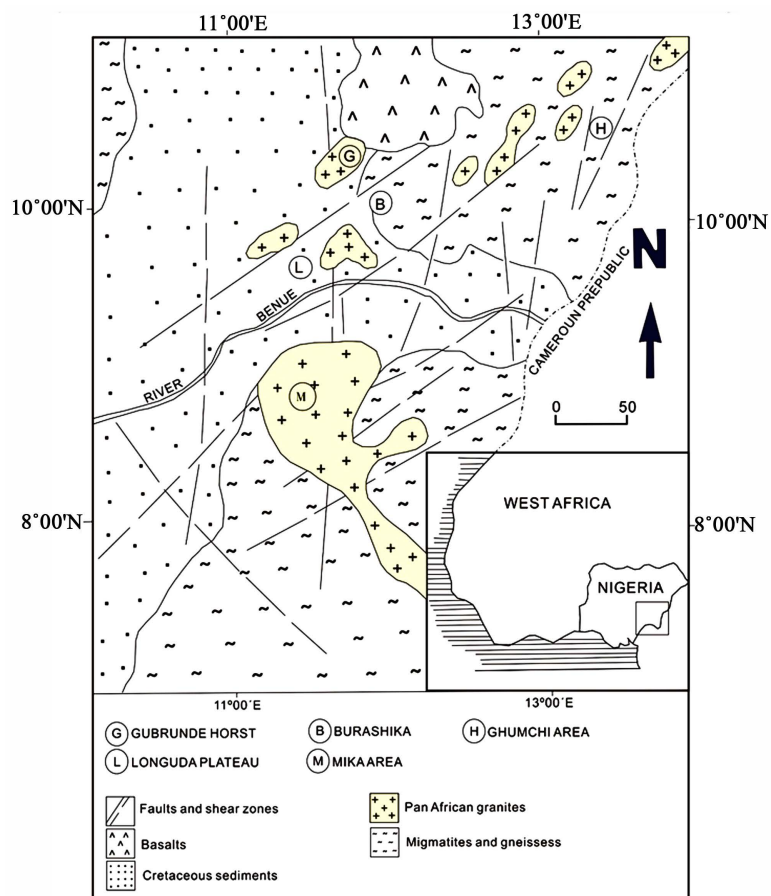 11°00'E 13°00'E
10°00'N 10°00'N
8°00'N 8°00'N
G
H
B
L
M
N
BENUE
RIVER
CAMEROUN PREPUBLIC
0 50
WEST AFRICA
NIGERIA
11°00'E 13°00'E
G GUBRUNDE HORST B BURASHIKA H GHUMCHI AREA
L LONGUDA PLATEAU M MIKA AREA
Faults and shear zones Pan African granites
Basalts Migmatites and gneissess
Cretaceous sediments